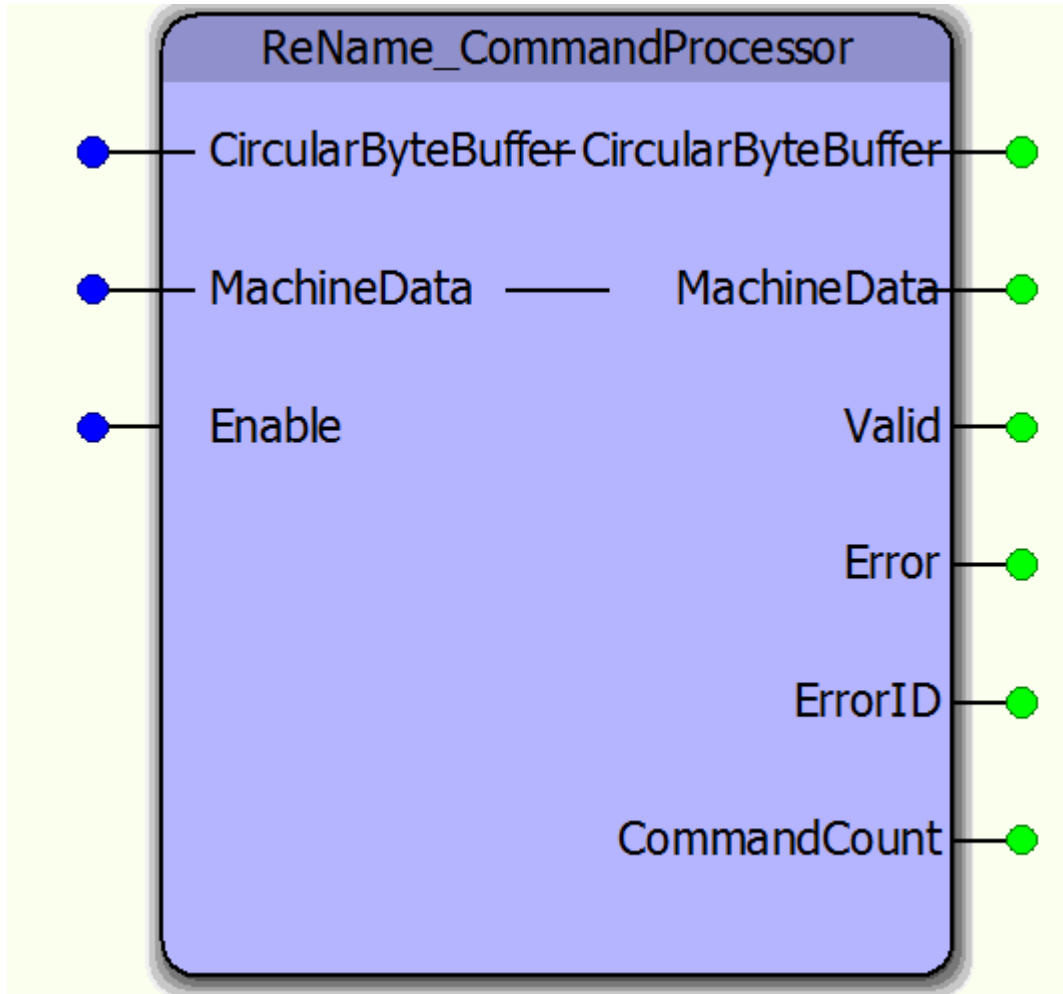 ReName_CommandProcessor
CircularByteBuffer CircularByteBuffer
MachineData MachineData
Enable Valid
Error
ErrorID
CommandCount